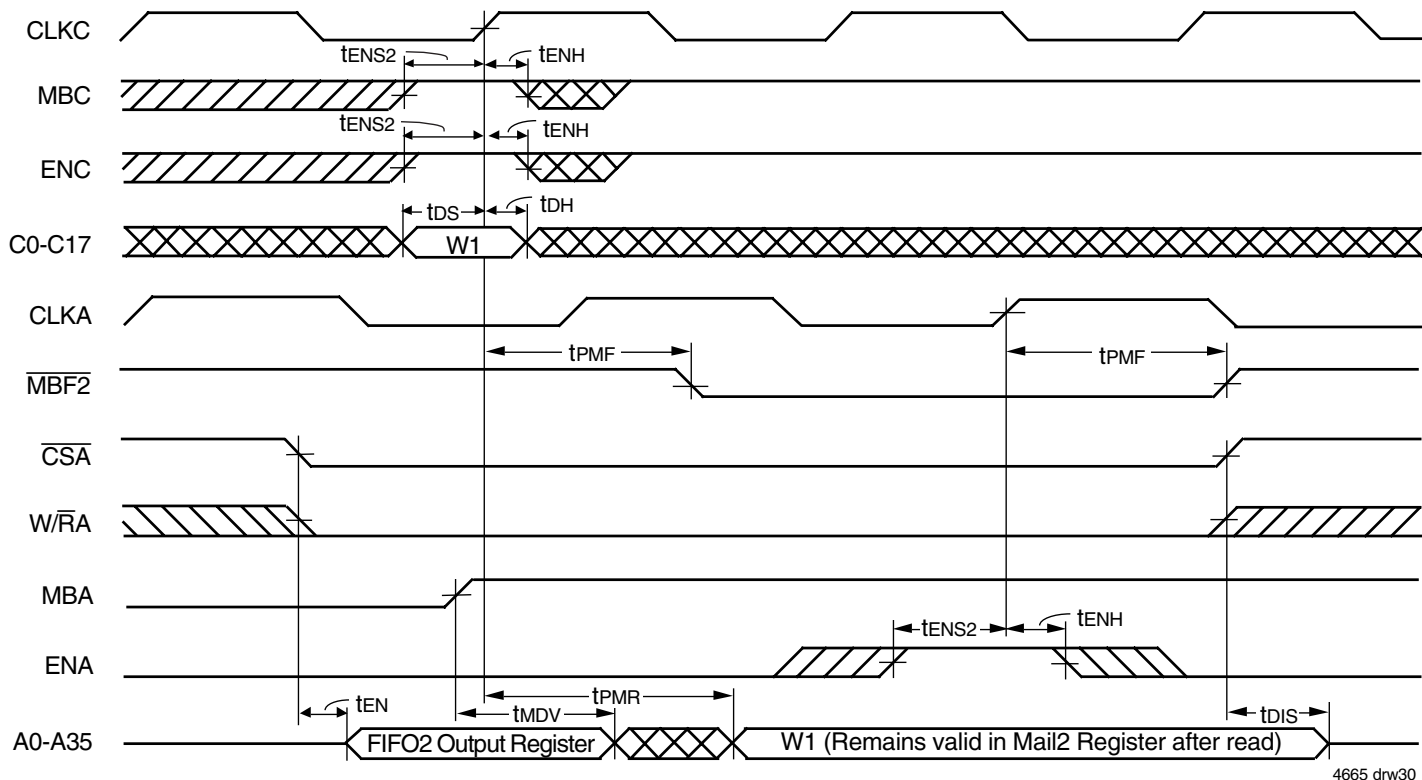 CLKC
tENS2 tENH
MBC
tENS2 tENH
ENC
tDS tDH
C0-C17 W1
CLKA
tPMF tPMF
MBF2
CSA
W/RA
MBA
tENS2 tENH
ENA
tEN tPMR
tMDV tDIS
A0-A35 FIFO2 Output Register W1 (Remains valid in Mail2 Register after read)
4665 drw30